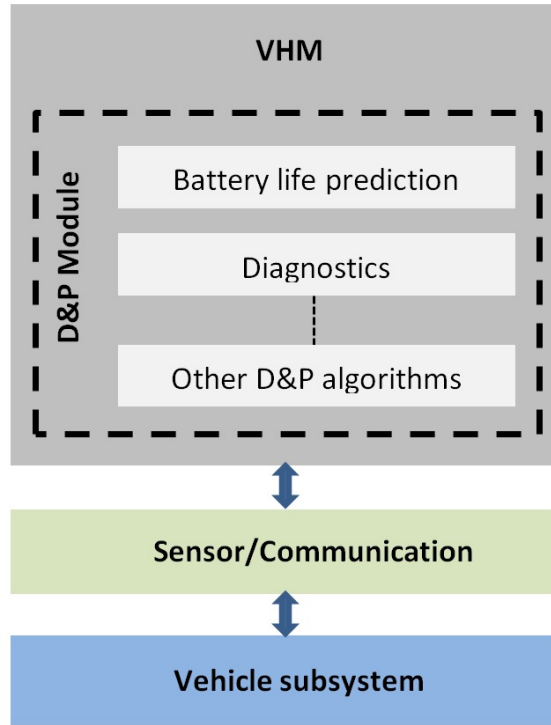 VHM
D&P Module
Battery life prediction
Diagnostics
Other D&P algorithms
Sensor/Communication
Vehicle subsystem